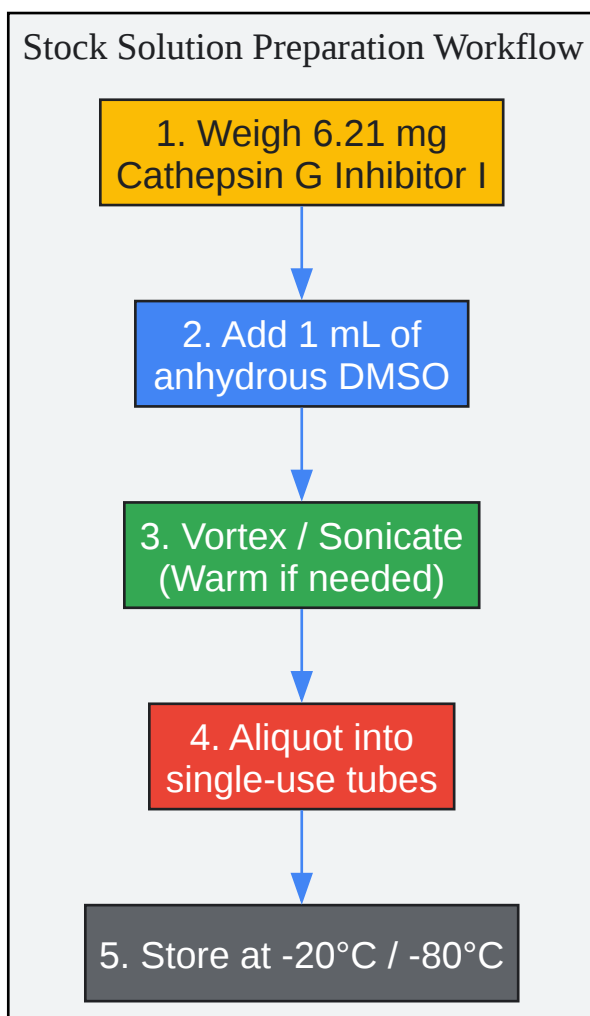 Stock Solution Preparation Workflow
1. Weigh 6.21 mg
Cathepsin G Inhibitor I
2. Add 1 mL of
anhydrous DMSO
3. Vortex / Sonicate
(Warm if needed)
4. Aliquot into
single-use tubes
5. Store at -20°C / -80°C